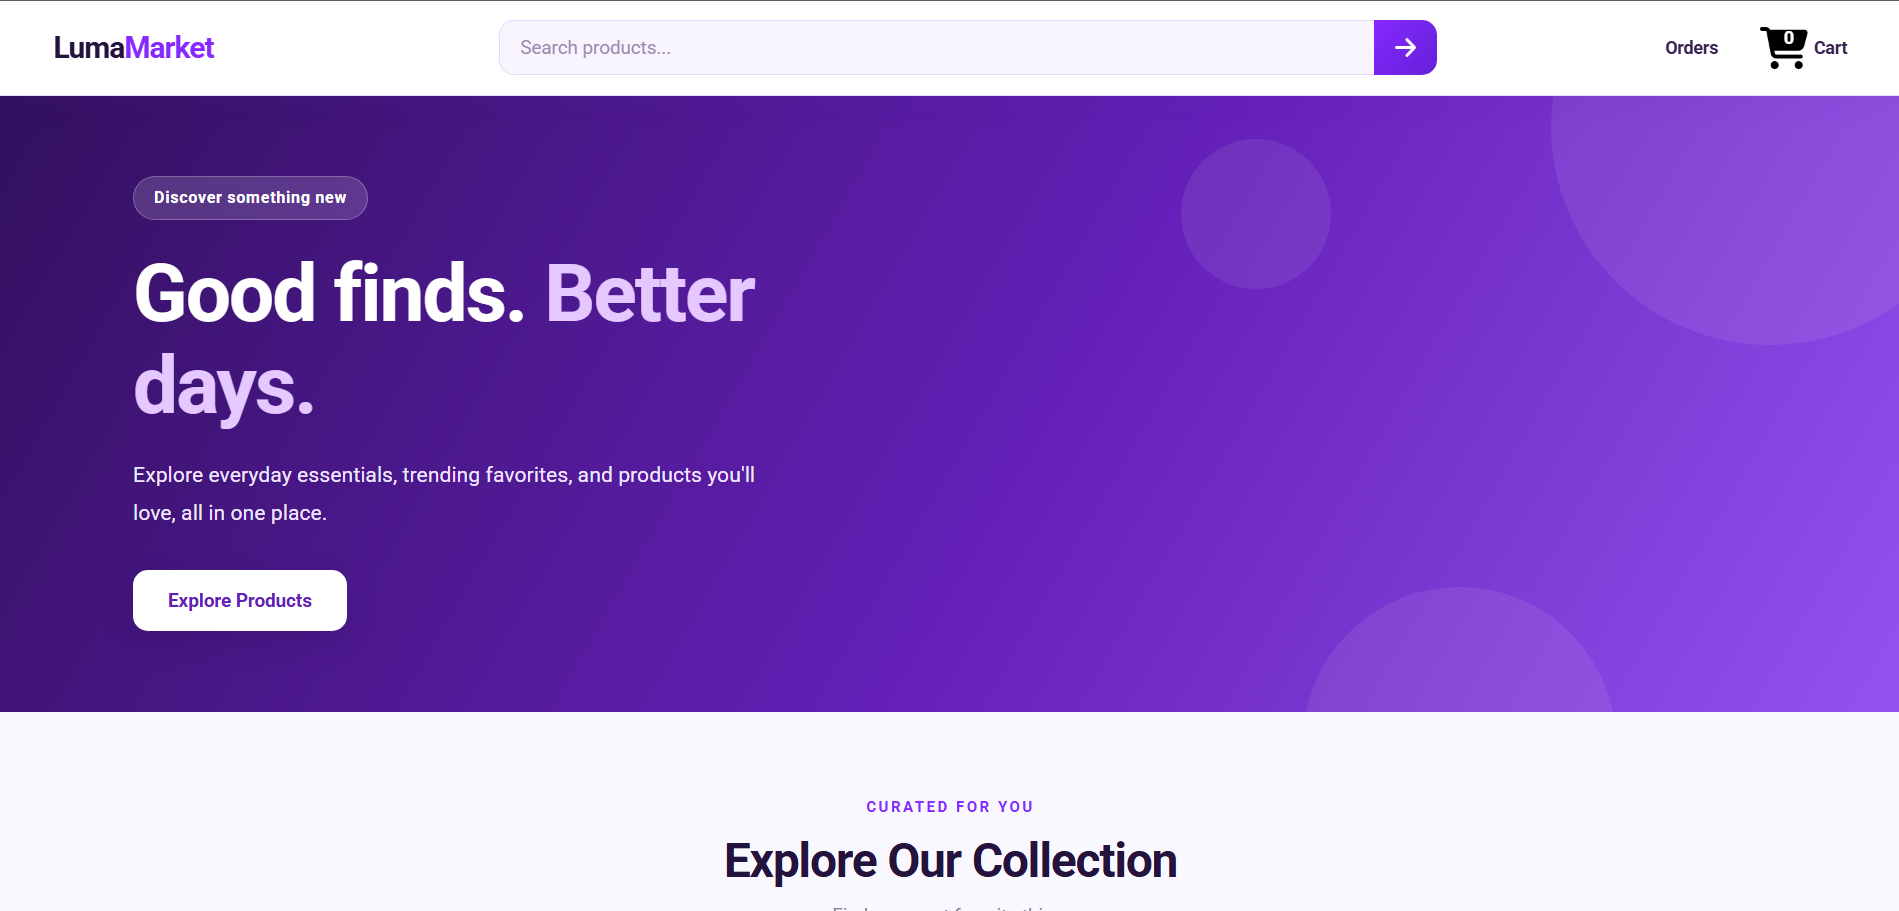 LumaMarket
Search products...
Orders
0
Cart
Discover something new
Good finds. Better
days.
Explore everyday essentials, trending favorites, and products you'll
love, all in one place.
Explore Products
CURATED FOR YOU
Explore Our Collection